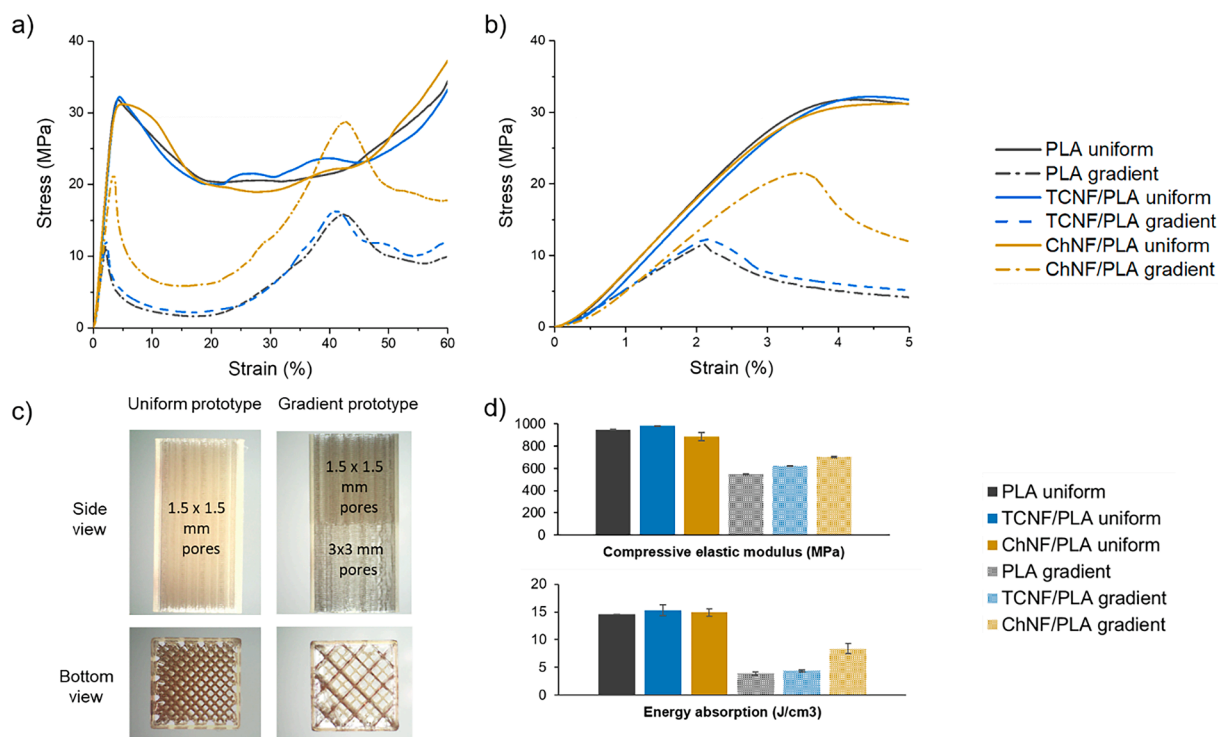 a)
40
30
20
10
0
Stress (MPa)
0 10 20 30 40 50 60
Strain (%)
b)
40
30
20
10
0
Stress (MPa)
0 1 2 3 4 5
Strain (%)
PLA uniform
PLA gradient
TCNF/PLA uniform
TCNF/PLA gradient
ChNF/PLA uniform
ChNF/PLA gradient
c)
Uniform prototype
Gradient prototype
Side
view
1.5 x 1.5
mm
pores
1.5 x 1.5
mm
pores
3x3 mm
pores
Bottom
view
d)
1000
800
600
400
200
0
Compressive elastic modulus (MPa)
20
15
10
5
0
Energy absorption (J/cm3)
PLA uniform
TCNF/PLA uniform
ChNF/PLA uniform
PLA gradient
TCNF/PLA gradient
ChNF/PLA gradient